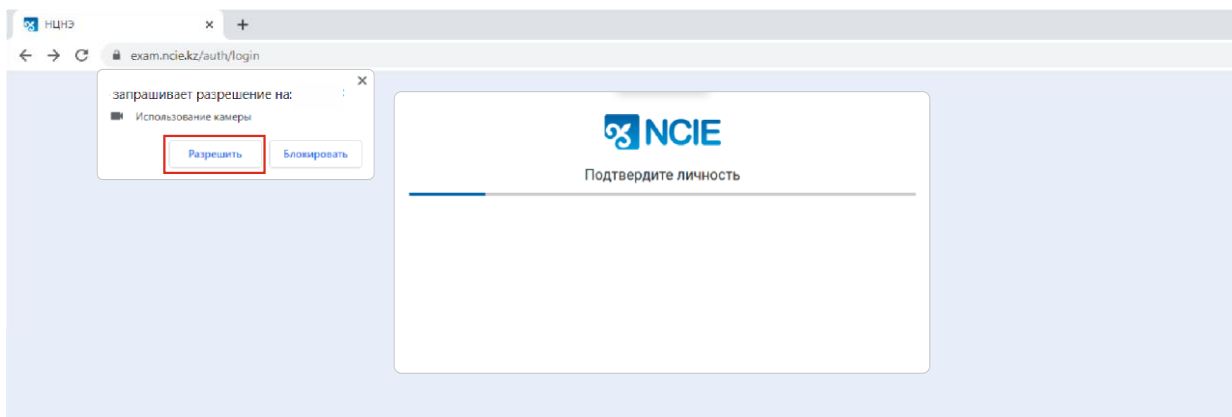 НЦНЭ
exam.ncie.kz/auth/login
запрашивает разрешение на:
Использование камеры
Разрешить
Блокировать
NCIE
Подтвердите личность